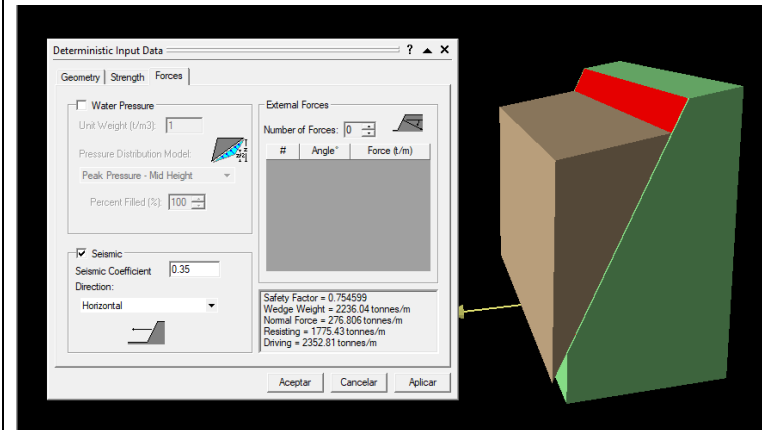 Deterministic Input Data ? ▲ ✕
Geometry Strength Forces
Water Pressure
Unit Weight (t/m3): 1
Pressure Distribution Model:
Peak Pressure - Mid Height
Percent Filled (%): 100
Seismic
Seismic Coefficient 0.35
Direction:
Horizontal
External Forces
Number of Forces: 0
# Angle° Force (t/m)
Safety Factor = 0.754599
Wedge Weight = 2236.04 tonnes/m
Normal Force = 276.806 tonnes/m
Resisting = 1775.43 tonnes/m
Driving = 2352.81 tonnes/m
Aceptar Cancelar Aplicar